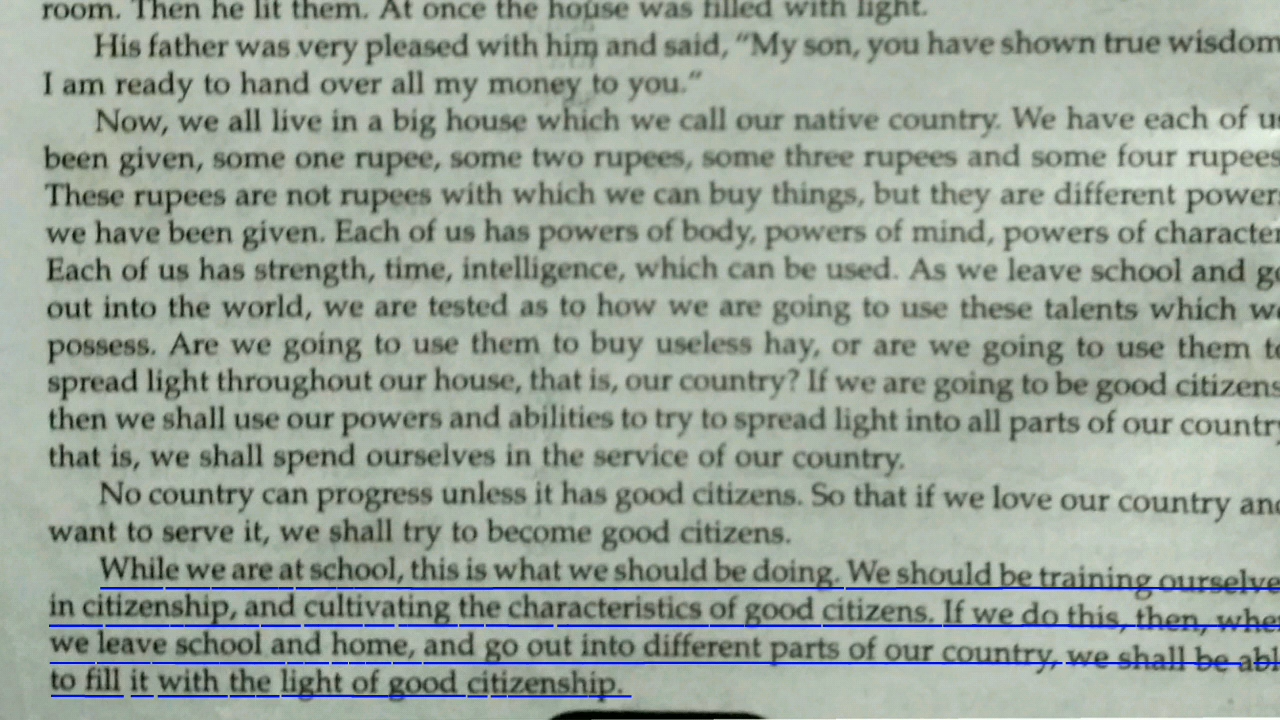 room. Then he lit them. At once the house was filled with light.
His father was very pleased with him and said, "My son, you have shown true wisdom
I am ready to hand over all my money to you."
Now, we all live in a big house which we call our native country. We have each of us
been given, some one rupee, some two rupees, some three rupees and some four rupees
These rupees are not rupees with which we can buy things, but they are different power
we have been given. Each of us has powers of body, powers of mind, powers of character
Each of us has strength, time, intelligence, which can be used. As we leave school and go
out into the world, we are tested as to how we are going to use these talents which we
possess. Are we going to use them to buy useless hay, or are we going to use them to
spread light throughout our house, that is, our country? If we are going to be good citizens
then we shall use our powers and abilities to try to spread light into all parts of our country
that is, we shall spend ourselves in the service of our country.
No country can progress unless it has good citizens. So that if we love our country and
want to serve it, we shall try to become good citizens.
While we are at school, this is what we should be doing. We should be training ourselve
in citizenship, and cultivating the characteristics of good citizens. If we do this, then, when
we leave school and home, and go out into different parts of our country, we shall be abl
to fill it with the light of good citizenship.